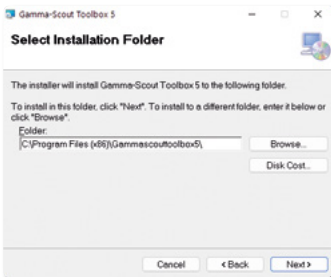 Gamma-Scout Toolbox 5
Select Installation Folder
The installer will install Gamma-Scout Toolbox 5 to the following folder.
To install in this folder, click "Next". To install to a different folder, enter it below or
click "Browse".
Folder:
C:\Program Files (x86)\Gammascouttoolbox5\
Browse...
Disk Cost...
Cancel
< Back
Next >